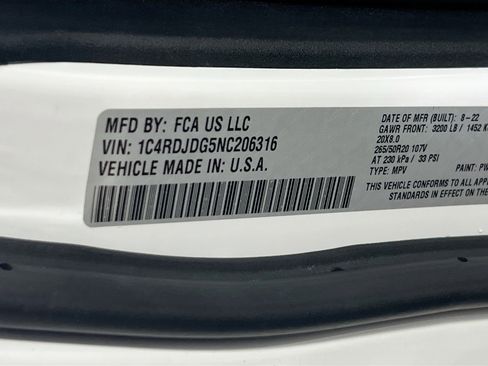 MFD BY: FCA US LLC
VIN: 1C4RDJDG5NC206316
VEHICLE MADE IN: U.S.A.
DATE OF MFR (BUILT): 8-22
GAWR FRONT: 3200 LB / 1452 K
20X8.0
265/50R20 107V
AT 230 kPa / 33 PSI
TYPE: MPV PAINT: PW
THIS VEHICLE CONFORMS TO ALL APP
STANDARDS IN EFFECT ON THE